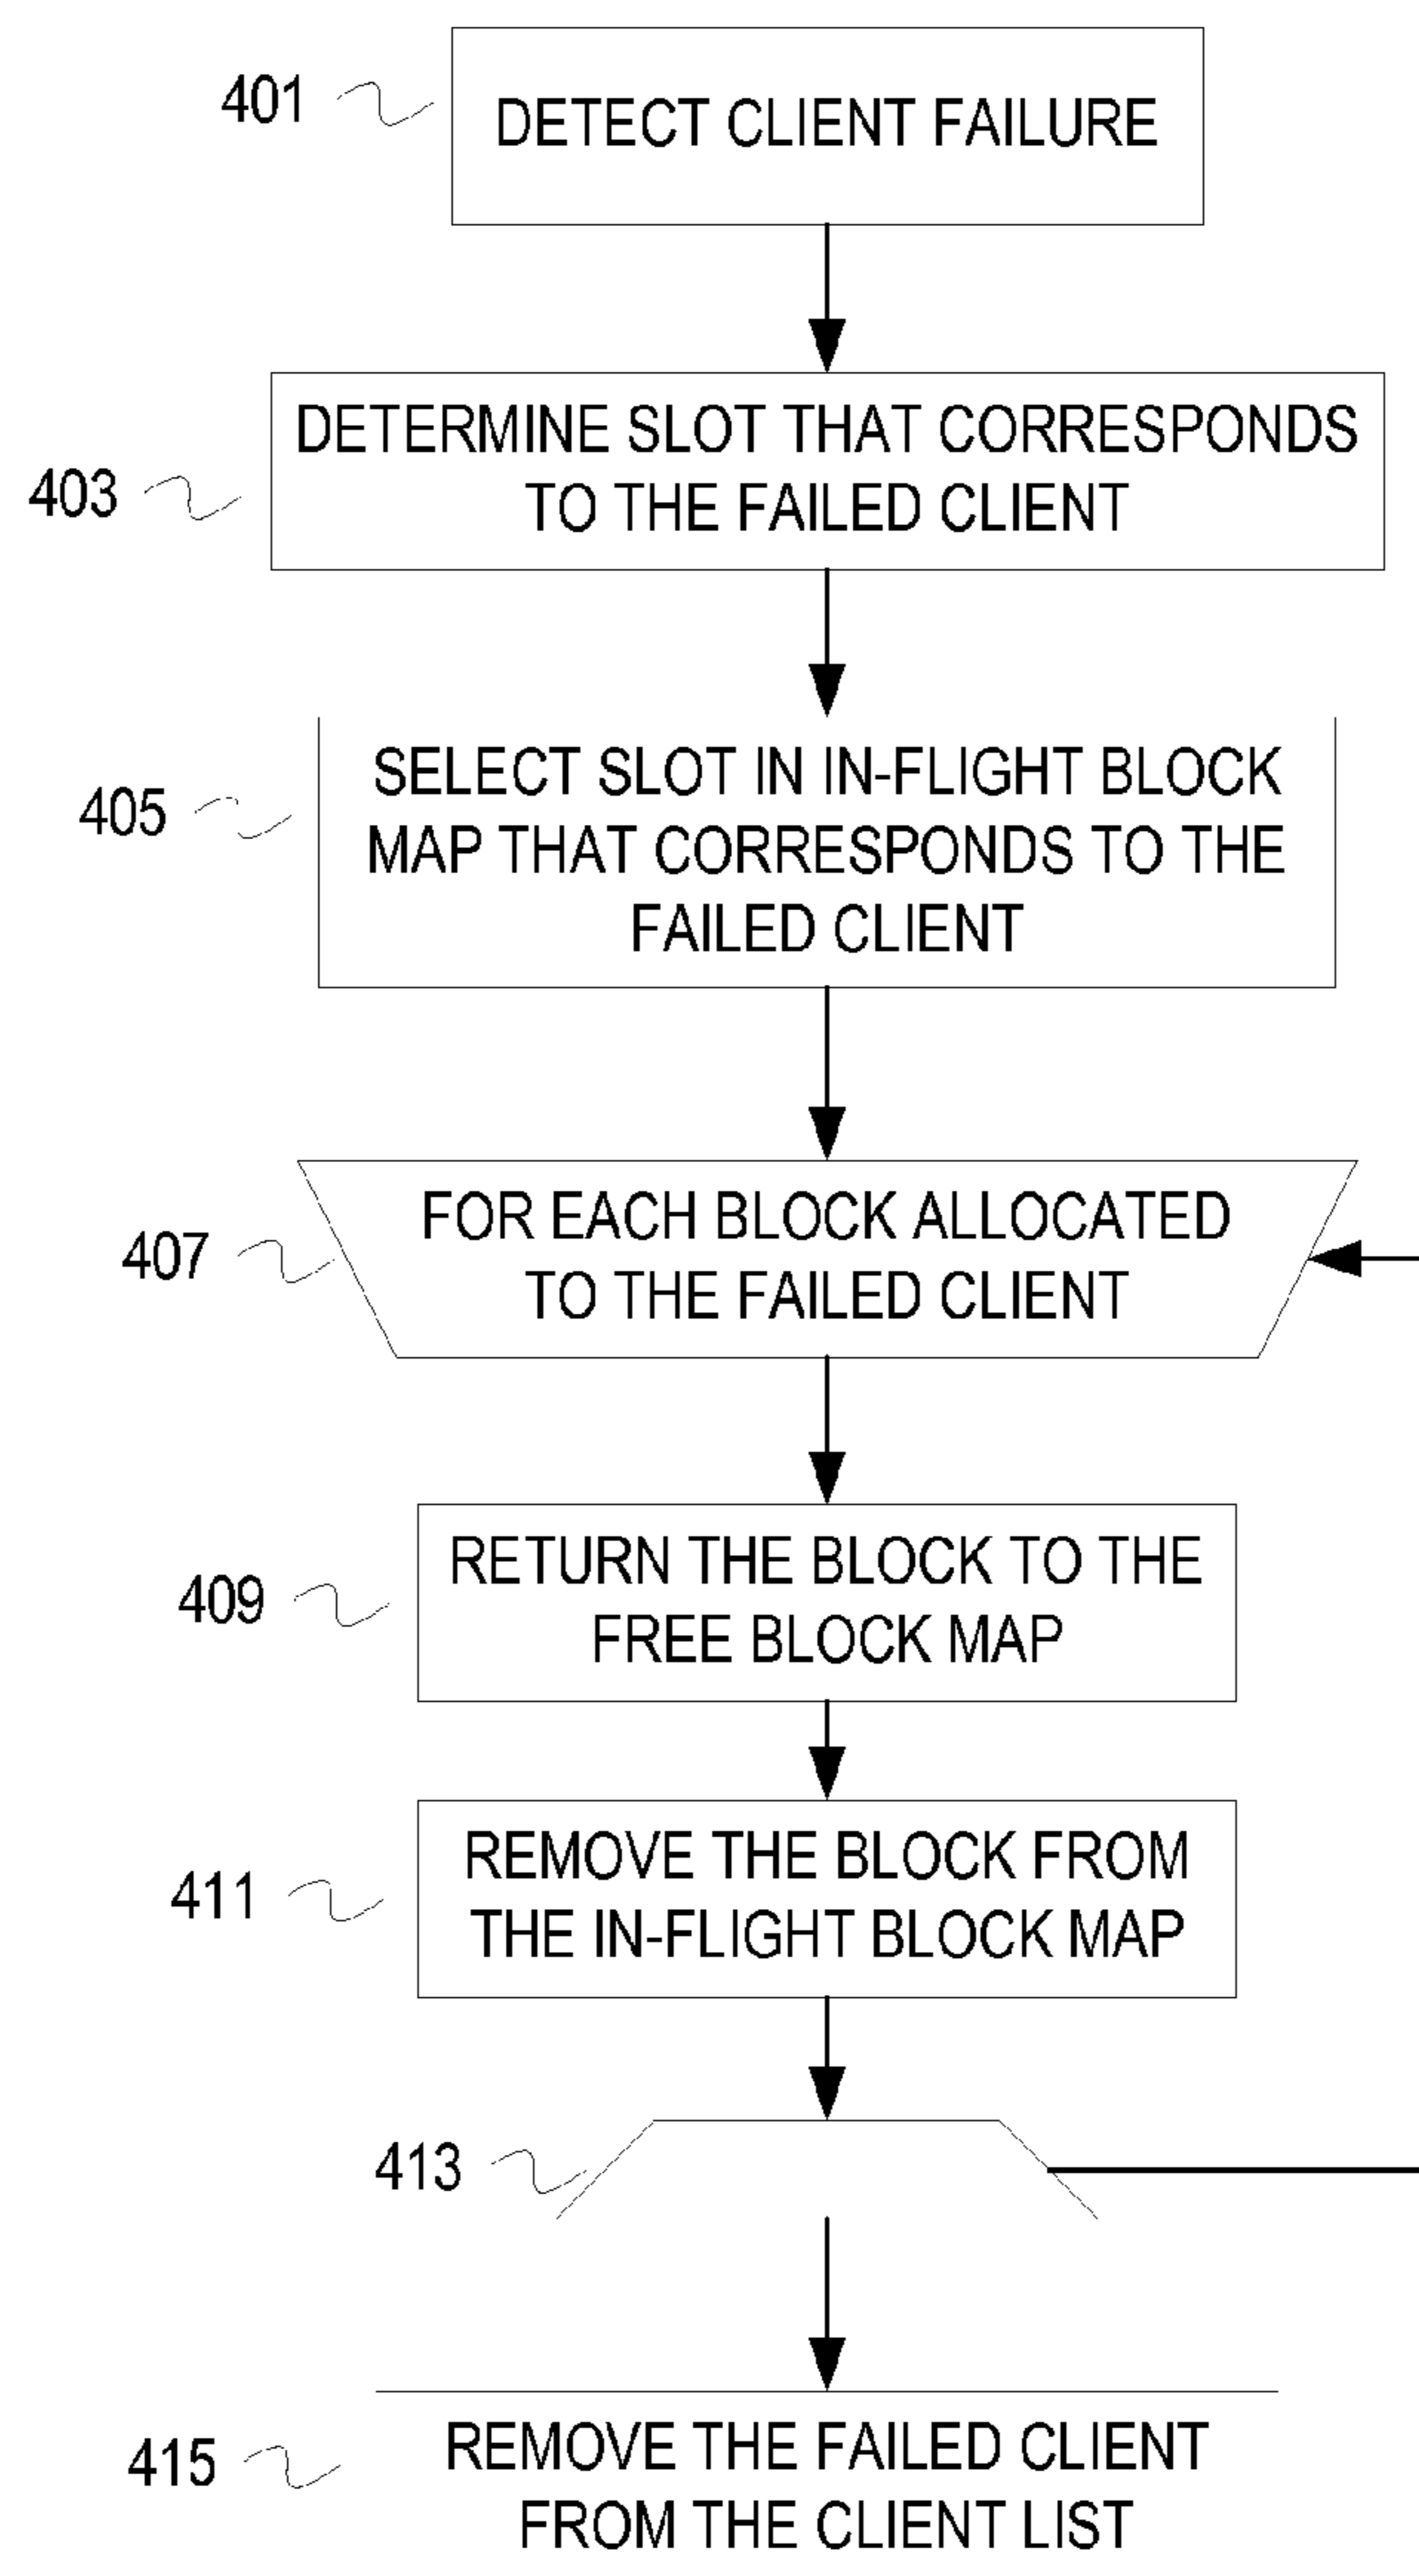 401
DETECT CLIENT FAILURE
403
DETERMINE SLOT THAT CORRESPONDS
TO THE FAILED CLIENT
405
SELECT SLOT IN IN-FLIGHT BLOCK
MAP THAT CORRESPONDS TO THE
FAILED CLIENT
407
FOR EACH BLOCK ALLOCATED
TO THE FAILED CLIENT
409
RETURN THE BLOCK TO THE
FREE BLOCK MAP
411
REMOVE THE BLOCK FROM
THE IN-FLIGHT BLOCK MAP
413
415
REMOVE THE FAILED CLIENT
FROM THE CLIENT LIST